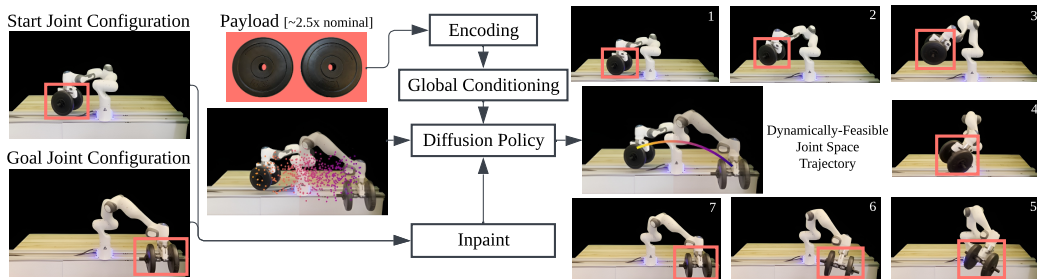 Start Joint Configuration
Payload [~2.5x nominal]
Encoding
Global Conditioning
Diffusion Policy
Goal Joint Configuration
Inpaint
1
2
3
Dynamically-Feasible
Joint Space
Trajectory
4
7
6
5